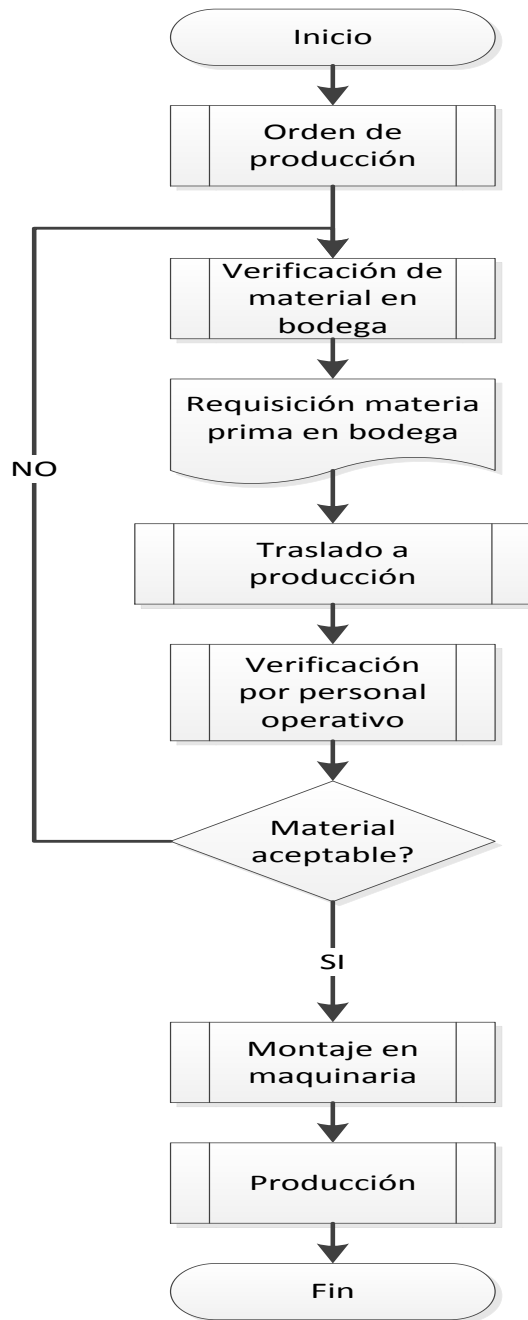 Inicio
Orden de
producción
Verificación de
material en
bodega
Requisición materia
prima en bodega
NO
Traslado a
producción
Verificación
por personal
operativo
Material
aceptable?
SI
Montaje en
maquinaria
Producción
Fin